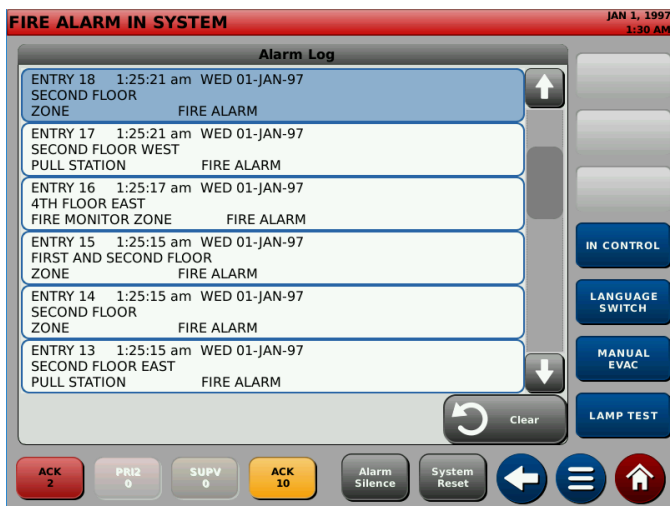 FIRE ALARM IN SYSTEM
JAN 1, 1997
1:30 AM
Alarm Log
ENTRY 18 1:25:21 am WED 01-JAN-97
SECOND FLOOR
ZONE FIRE ALARM
ENTRY 17 1:25:21 am WED 01-JAN-97
SECOND FLOOR WEST
PULL STATION FIRE ALARM
ENTRY 16 1:25:17 am WED 01-JAN-97
4TH FLOOR EAST
FIRE MONITOR ZONE FIRE ALARM
ENTRY 15 1:25:15 am WED 01-JAN-97
FIRST AND SECOND FLOOR
ZONE FIRE ALARM
ENTRY 14 1:25:15 am WED 01-JAN-97
SECOND FLOOR
ZONE FIRE ALARM
ENTRY 13 1:25:15 am WED 01-JAN-97
SECOND FLOOR EAST
PULL STATION FIRE ALARM
Clear
IN CONTROL
LANGUAGE
SWITCH
MANUAL
EVAC
LAMP TEST
ACK
2
PRI2
0
SUPV
0
ACK
10
Alarm
Silence
System
Reset